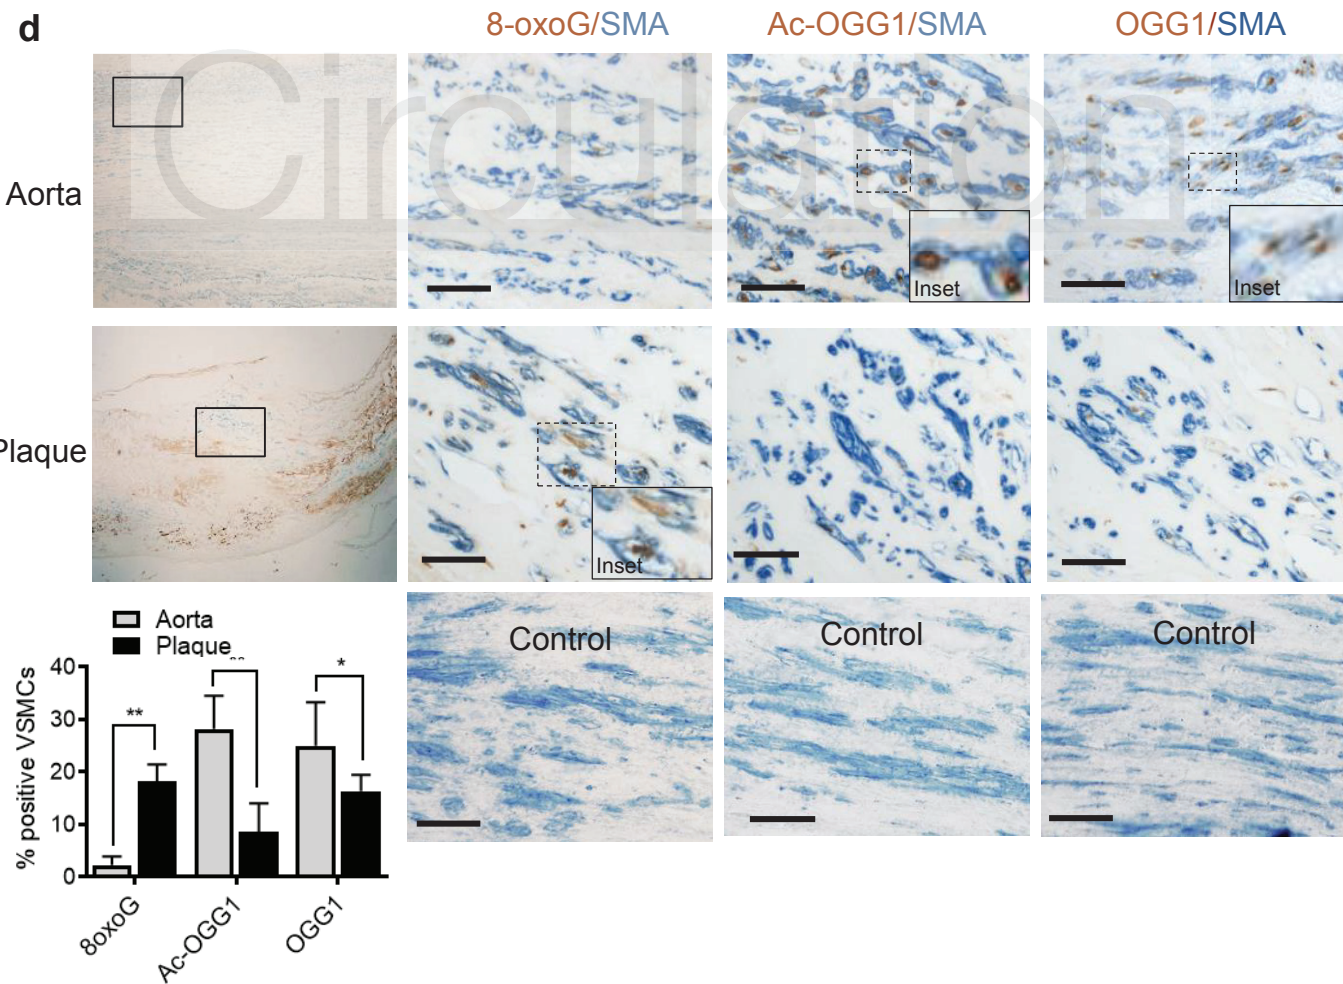 d
8-oxoG/SMA
Ac-OGG1/SMA
OGG1/SMA
Circulation
Aorta
Inset
Inset
Plaque
Inset
Control
Control
Control
Aorta
Plaque
% positive VSMCs
40
30
20
10
0
**
**
*
8oxoG
Ac-OGG1
OGG1